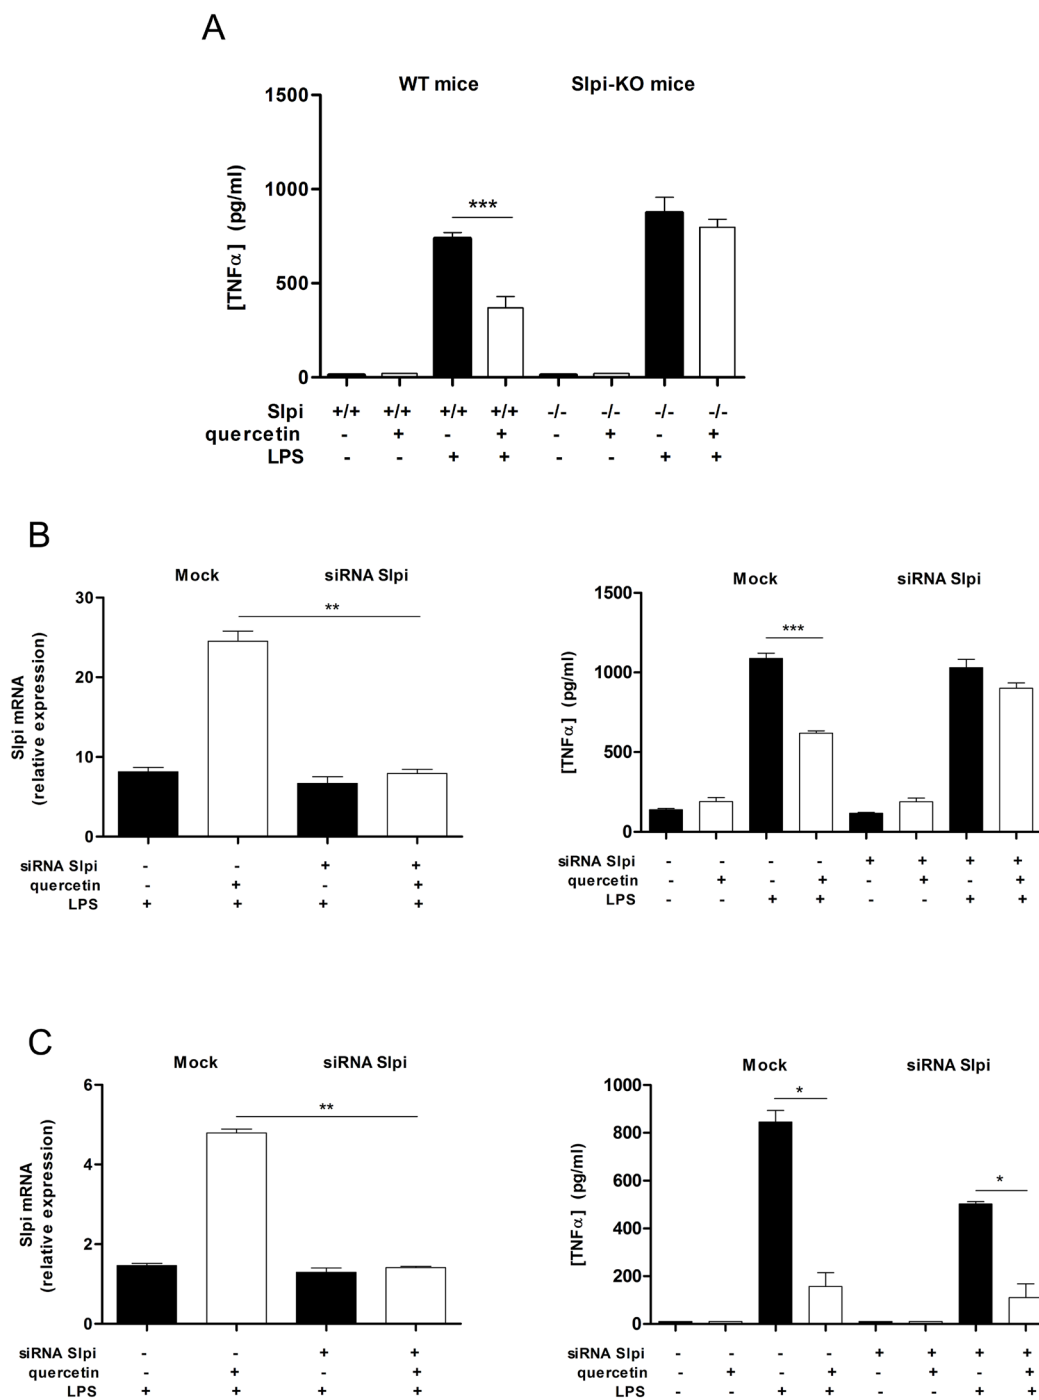 A
WT mice Slpi-KO mice
***
1500
1000
500
0
[TNFα] (pg/ml)
Slpi +/+ +/+ +/+ +/+ -/- -/- -/- -/-
quercetin - + - + - + - +
LPS - - + + - - + +
B
Mock siRNA Slpi
**
30
20
10
0
Slpi mRNA
(relative expression)
siRNA Slpi - - + +
quercetin - + - +
LPS + + + +
Mock siRNA Slpi
***
1500
1000
500
0
[TNFα] (pg/ml)
siRNA Slpi - - - - + + + +
quercetin - + - + - + - +
LPS - - + + - - + +
C
Mock siRNA Slpi
**
6
4
2
0
Slpi mRNA
(relative expression)
siRNA Slpi - - + +
quercetin - + - +
LPS + + + +
Mock siRNA Slpi
*
*
1000
800
600
400
200
0
[TNFα] (pg/ml)
siRNA Slpi - - - - + + + +
quercetin - + - + - + - +
LPS - - + + - - + +